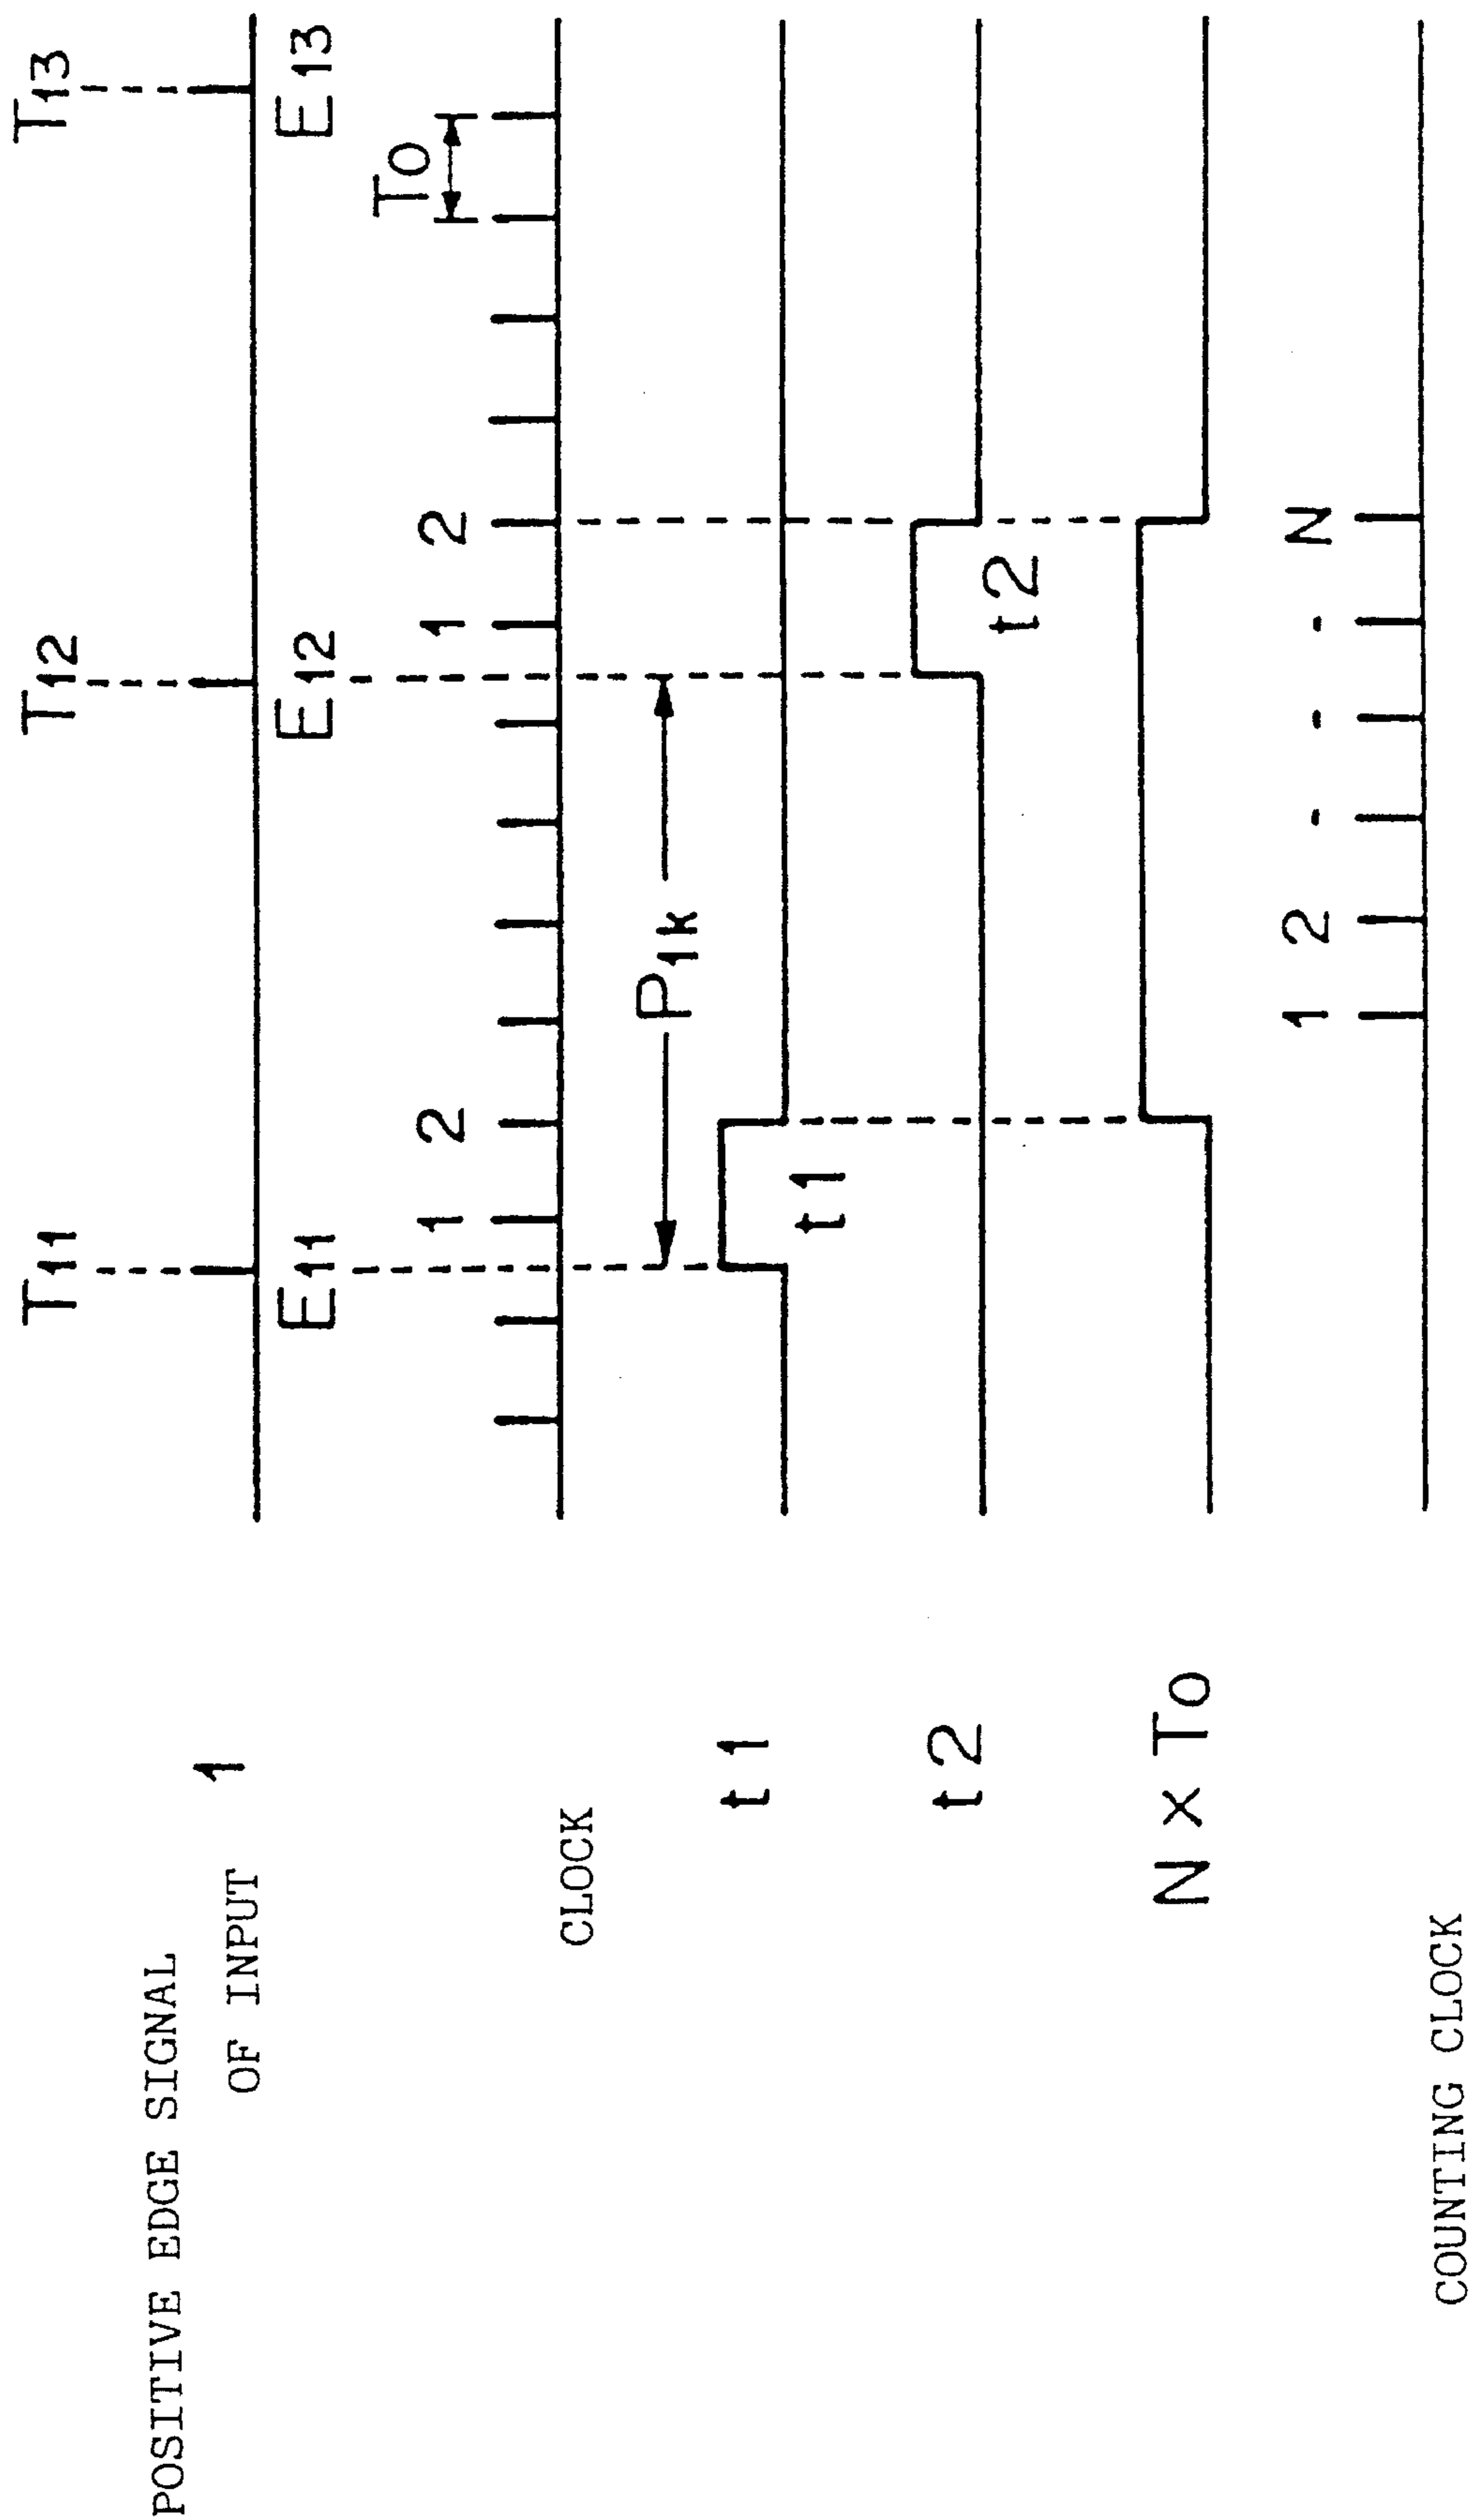 T11 T12 T13
POSITIVE EDGE SIGNAL
OF INPUT 1
E11 E12 E13
To
1 2 1 2
CLOCK
P1k
t1
t1
t2
t2
N × To
1 2 - - - N
COUNTING CLOCK